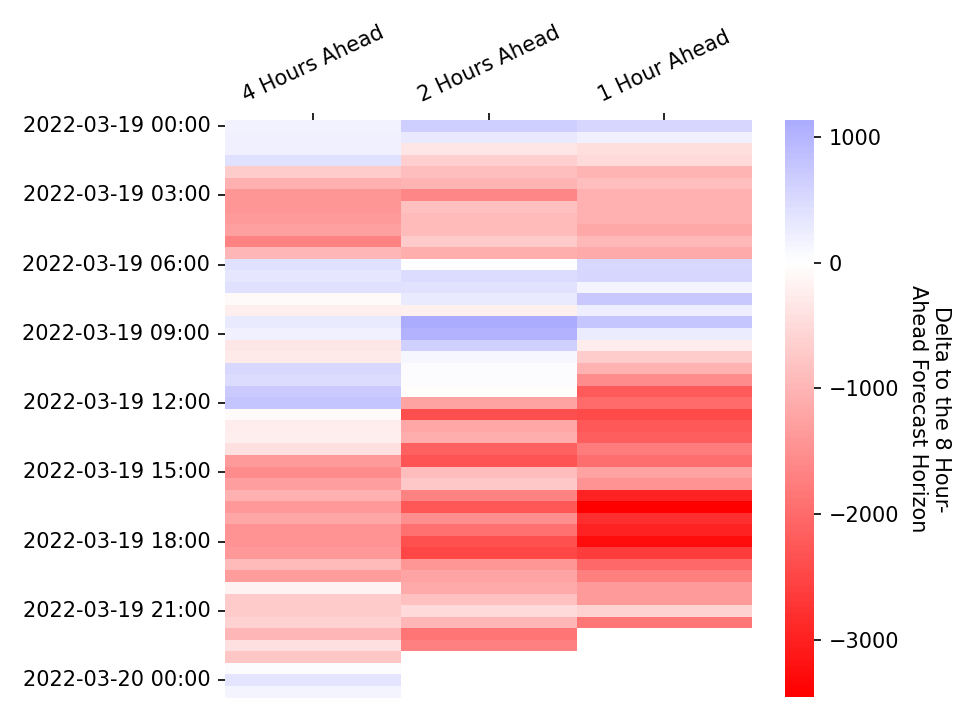 4 Hours Ahead
2 Hours Ahead
1 Hour Ahead
2022-03-19 00:00
2022-03-19 03:00
2022-03-19 06:00
2022-03-19 09:00
2022-03-19 12:00
2022-03-19 15:00
2022-03-19 18:00
2022-03-19 21:00
2022-03-20 00:00
1000
0
−1000
−2000
−3000
Delta to the 8 Hour-
Ahead Forecast Horizon